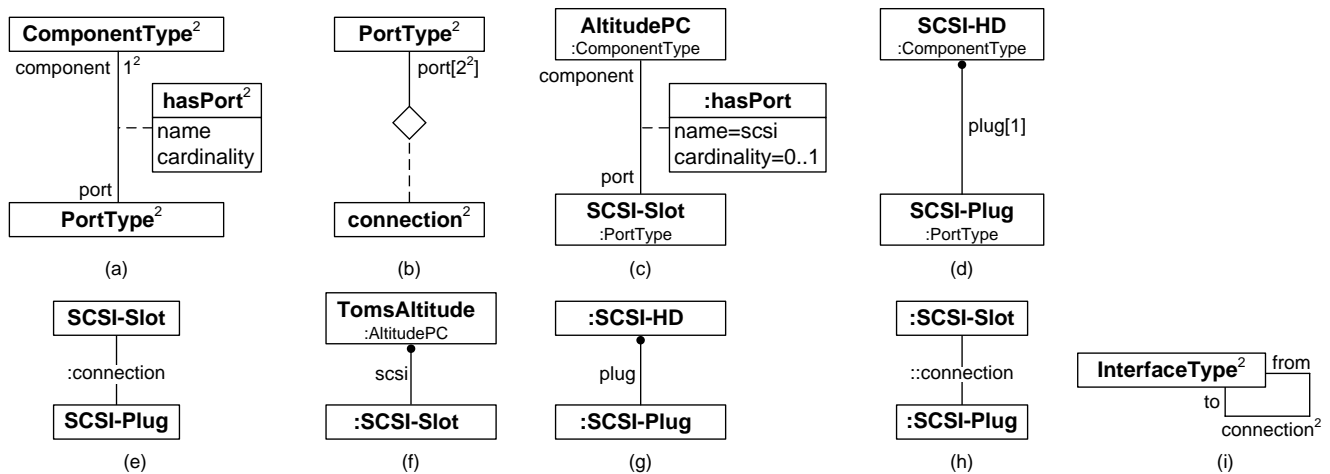 ComponentType²
component 1²
hasPort²
name
cardinality
port
PortType²
(a)
PortType²
port[2²]
connection²
(b)
AltitudePC
:ComponentType
component
:hasPort
name=scsi
cardinality=0..1
port
SCSI-Slot
:PortType
(c)
SCSI-HD
:ComponentType
plug[1]
SCSI-Plug
:PortType
(d)
SCSI-Slot
:connection
SCSI-Plug
(e)
TomsAltitude
:AltitudePC
scsi
:SCSI-Slot
(f)
:SCSI-HD
plug
:SCSI-Plug
(g)
:SCSI-Slot
::connection
:SCSI-Plug
(h)
InterfaceType²
from
to
connection²
(i)